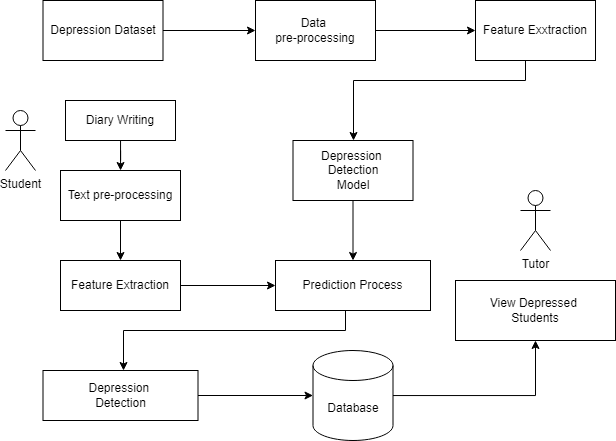 Depression Dataset
Data
pre-processing
Feature Exxtraction
Diary Writing
Student
Text pre-processing
Depression
Detection
Model
Tutor
Feature Extraction
Prediction Process
View Depressed
Students
Depression
Detection
Database